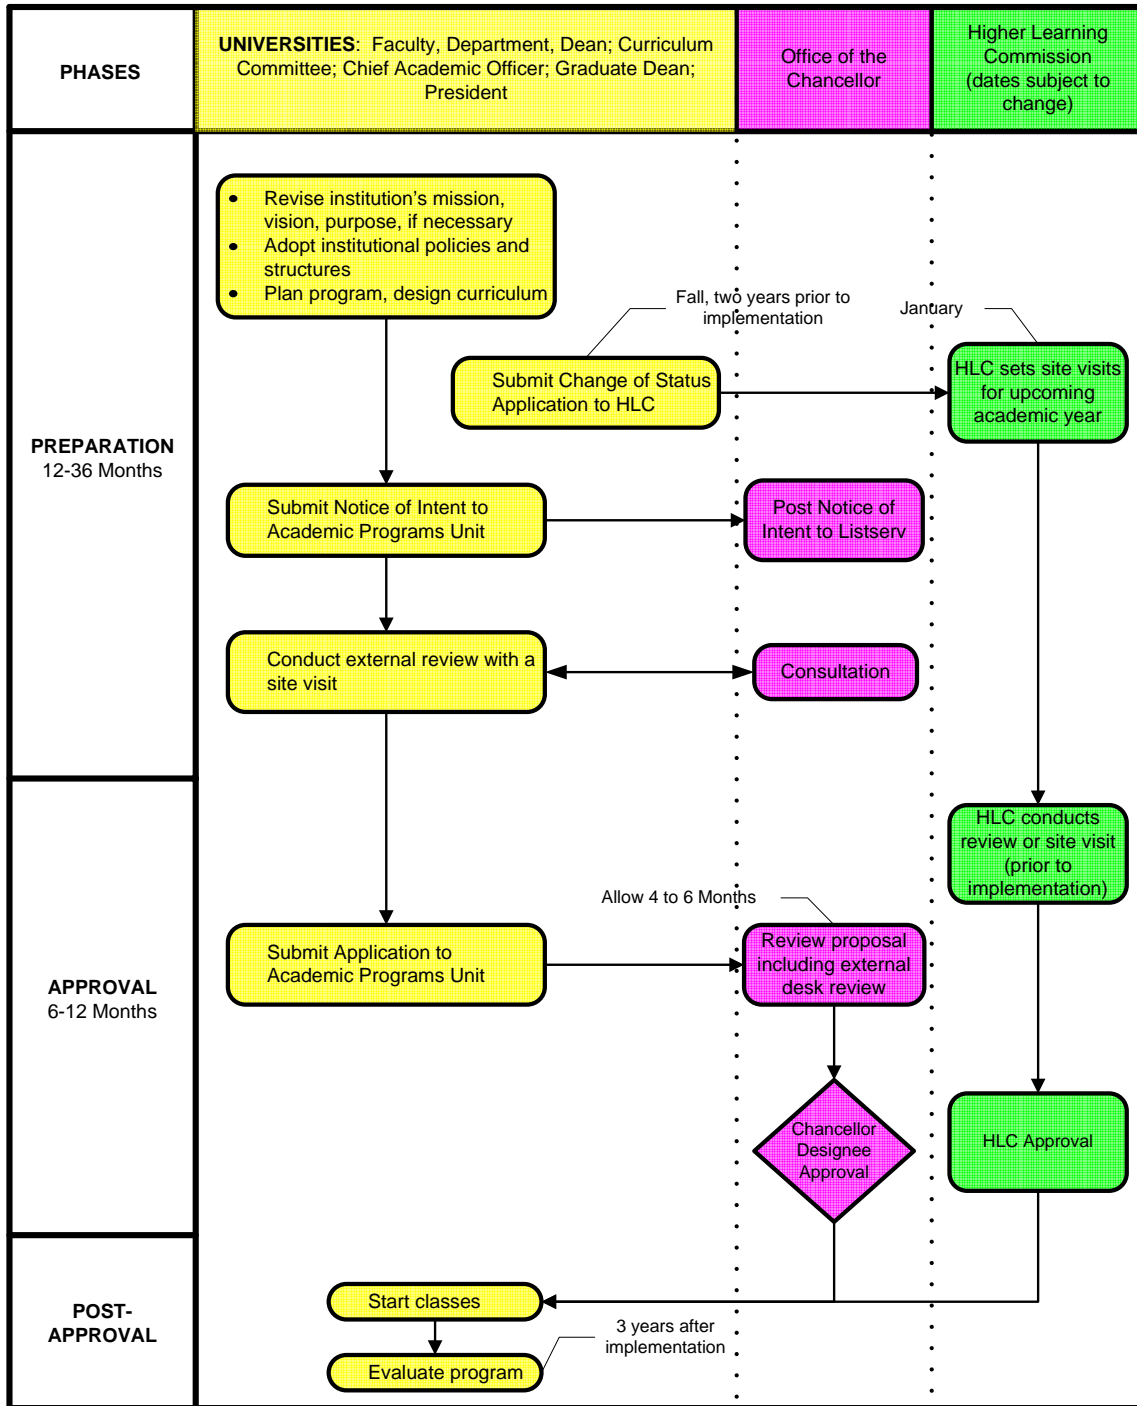 PHASES
UNIVERSITIES: Faculty, Department, Dean; Curriculum
Committee; Chief Academic Officer; Graduate Dean;
President
Office of the
Chancellor
Higher Learning
Commission
(dates subject to
change)
PREPARATION
12-36 Months
• Revise institution's mission,
vision, purpose, if necessary
• Adopt institutional policies and
structures
• Plan program, design curriculum
Fall, two years prior to
implementation
January
Submit Change of Status
Application to HLC
HLC sets site visits
for upcoming
academic year
Submit Notice of Intent to
Academic Programs Unit
Post Notice of
Intent to Listserv
Conduct external review with a
site visit
Consultation
APPROVAL
6-12 Months
HLC conducts
review or site visit
(prior to
implementation)
Allow 4 to 6 Months
Submit Application to
Academic Programs Unit
Review proposal
including external
desk review
Chancellor
Designee
Approval
HLC Approval
POST-
APPROVAL
Start classes
3 years after
implementation
Evaluate program